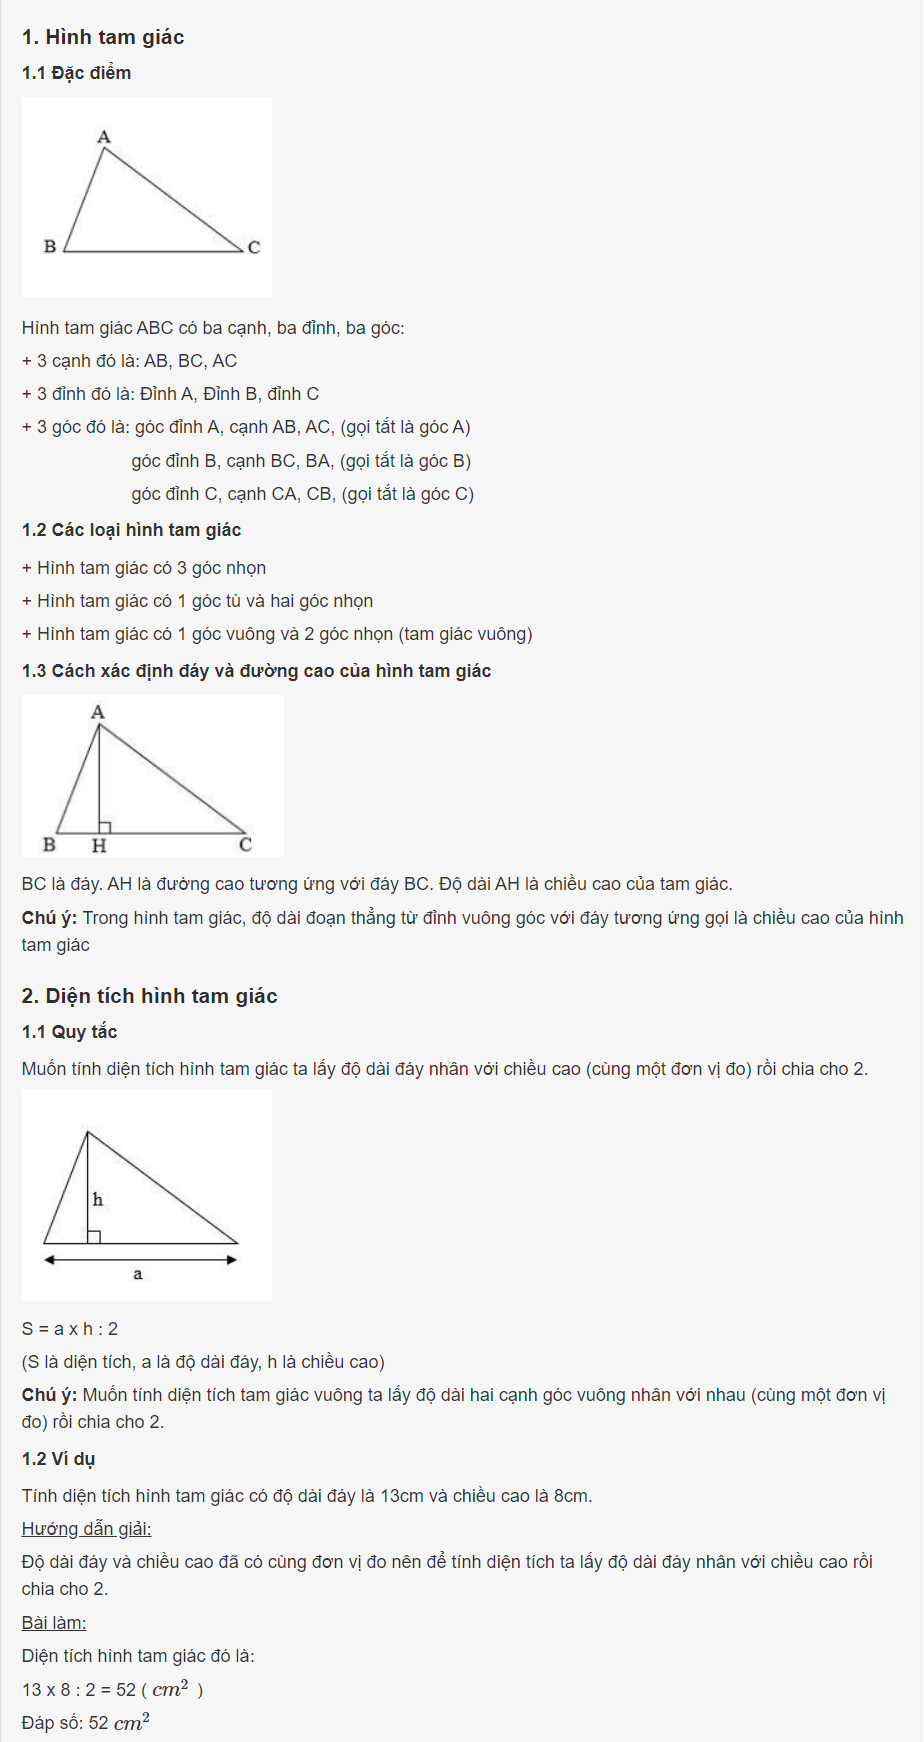 1. Hình tam giác
1.1 Đặc điểm
A
B
C
Hình tam giác ABC có ba cạnh, ba đỉnh, ba góc:
+ 3 cạnh đó là: AB, BC, AC
+ 3 đỉnh đó là: Đỉnh A, Đỉnh B, đỉnh C
+ 3 góc đó là: góc đỉnh A, cạnh AB, AC, (gọi tắt là góc A)
góc đỉnh B, cạnh BC, BA, (gọi tắt là góc B)
góc đỉnh C, cạnh CA, CB, (gọi tắt là góc C)
1.2 Các loại hình tam giác
+ Hình tam giác có 3 góc nhọn
+ Hình tam giác có 1 góc tù và hai góc nhọn
+ Hình tam giác có 1 góc vuông và 2 góc nhọn (tam giác vuông)
1.3 Cách xác định đáy và đường cao của hình tam giác
A
B H C
BC là đáy. AH là đường cao tương ứng với đáy BC. Độ dài AH là chiều cao của tam giác.
Chú ý: Trong hình tam giác, độ dài đoạn thẳng từ đỉnh vuông góc với đáy tương ứng gọi là chiều cao của hình
tam giác
2. Diện tích hình tam giác
1.1 Quy tắc
Muốn tính diện tích hình tam giác ta lấy độ dài đáy nhân với chiều cao (cùng một đơn vị đo) rồi chia cho 2.
h
a
S = a x h : 2
(S là diện tích, a là độ dài đáy, h là chiều cao)
Chú ý: Muốn tính diện tích tam giác vuông ta lấy độ dài hai cạnh góc vuông nhân với nhau (cùng một đơn vị
đo) rồi chia cho 2.
1.2 Ví dụ
Tính diện tích hình tam giác có độ dài đáy là 13cm và chiều cao là 8cm.
Hướng dẫn giải:
Độ dài đáy và chiều cao đã có cùng đơn vị đo nên để tính diện tích ta lấy độ dài đáy nhân với chiều cao rồi
chia cho 2.
Bài làm:
Diện tích hình tam giác đó là:
13 x 8 : 2 = 52 ( cm² )
Đáp số: 52 cm²